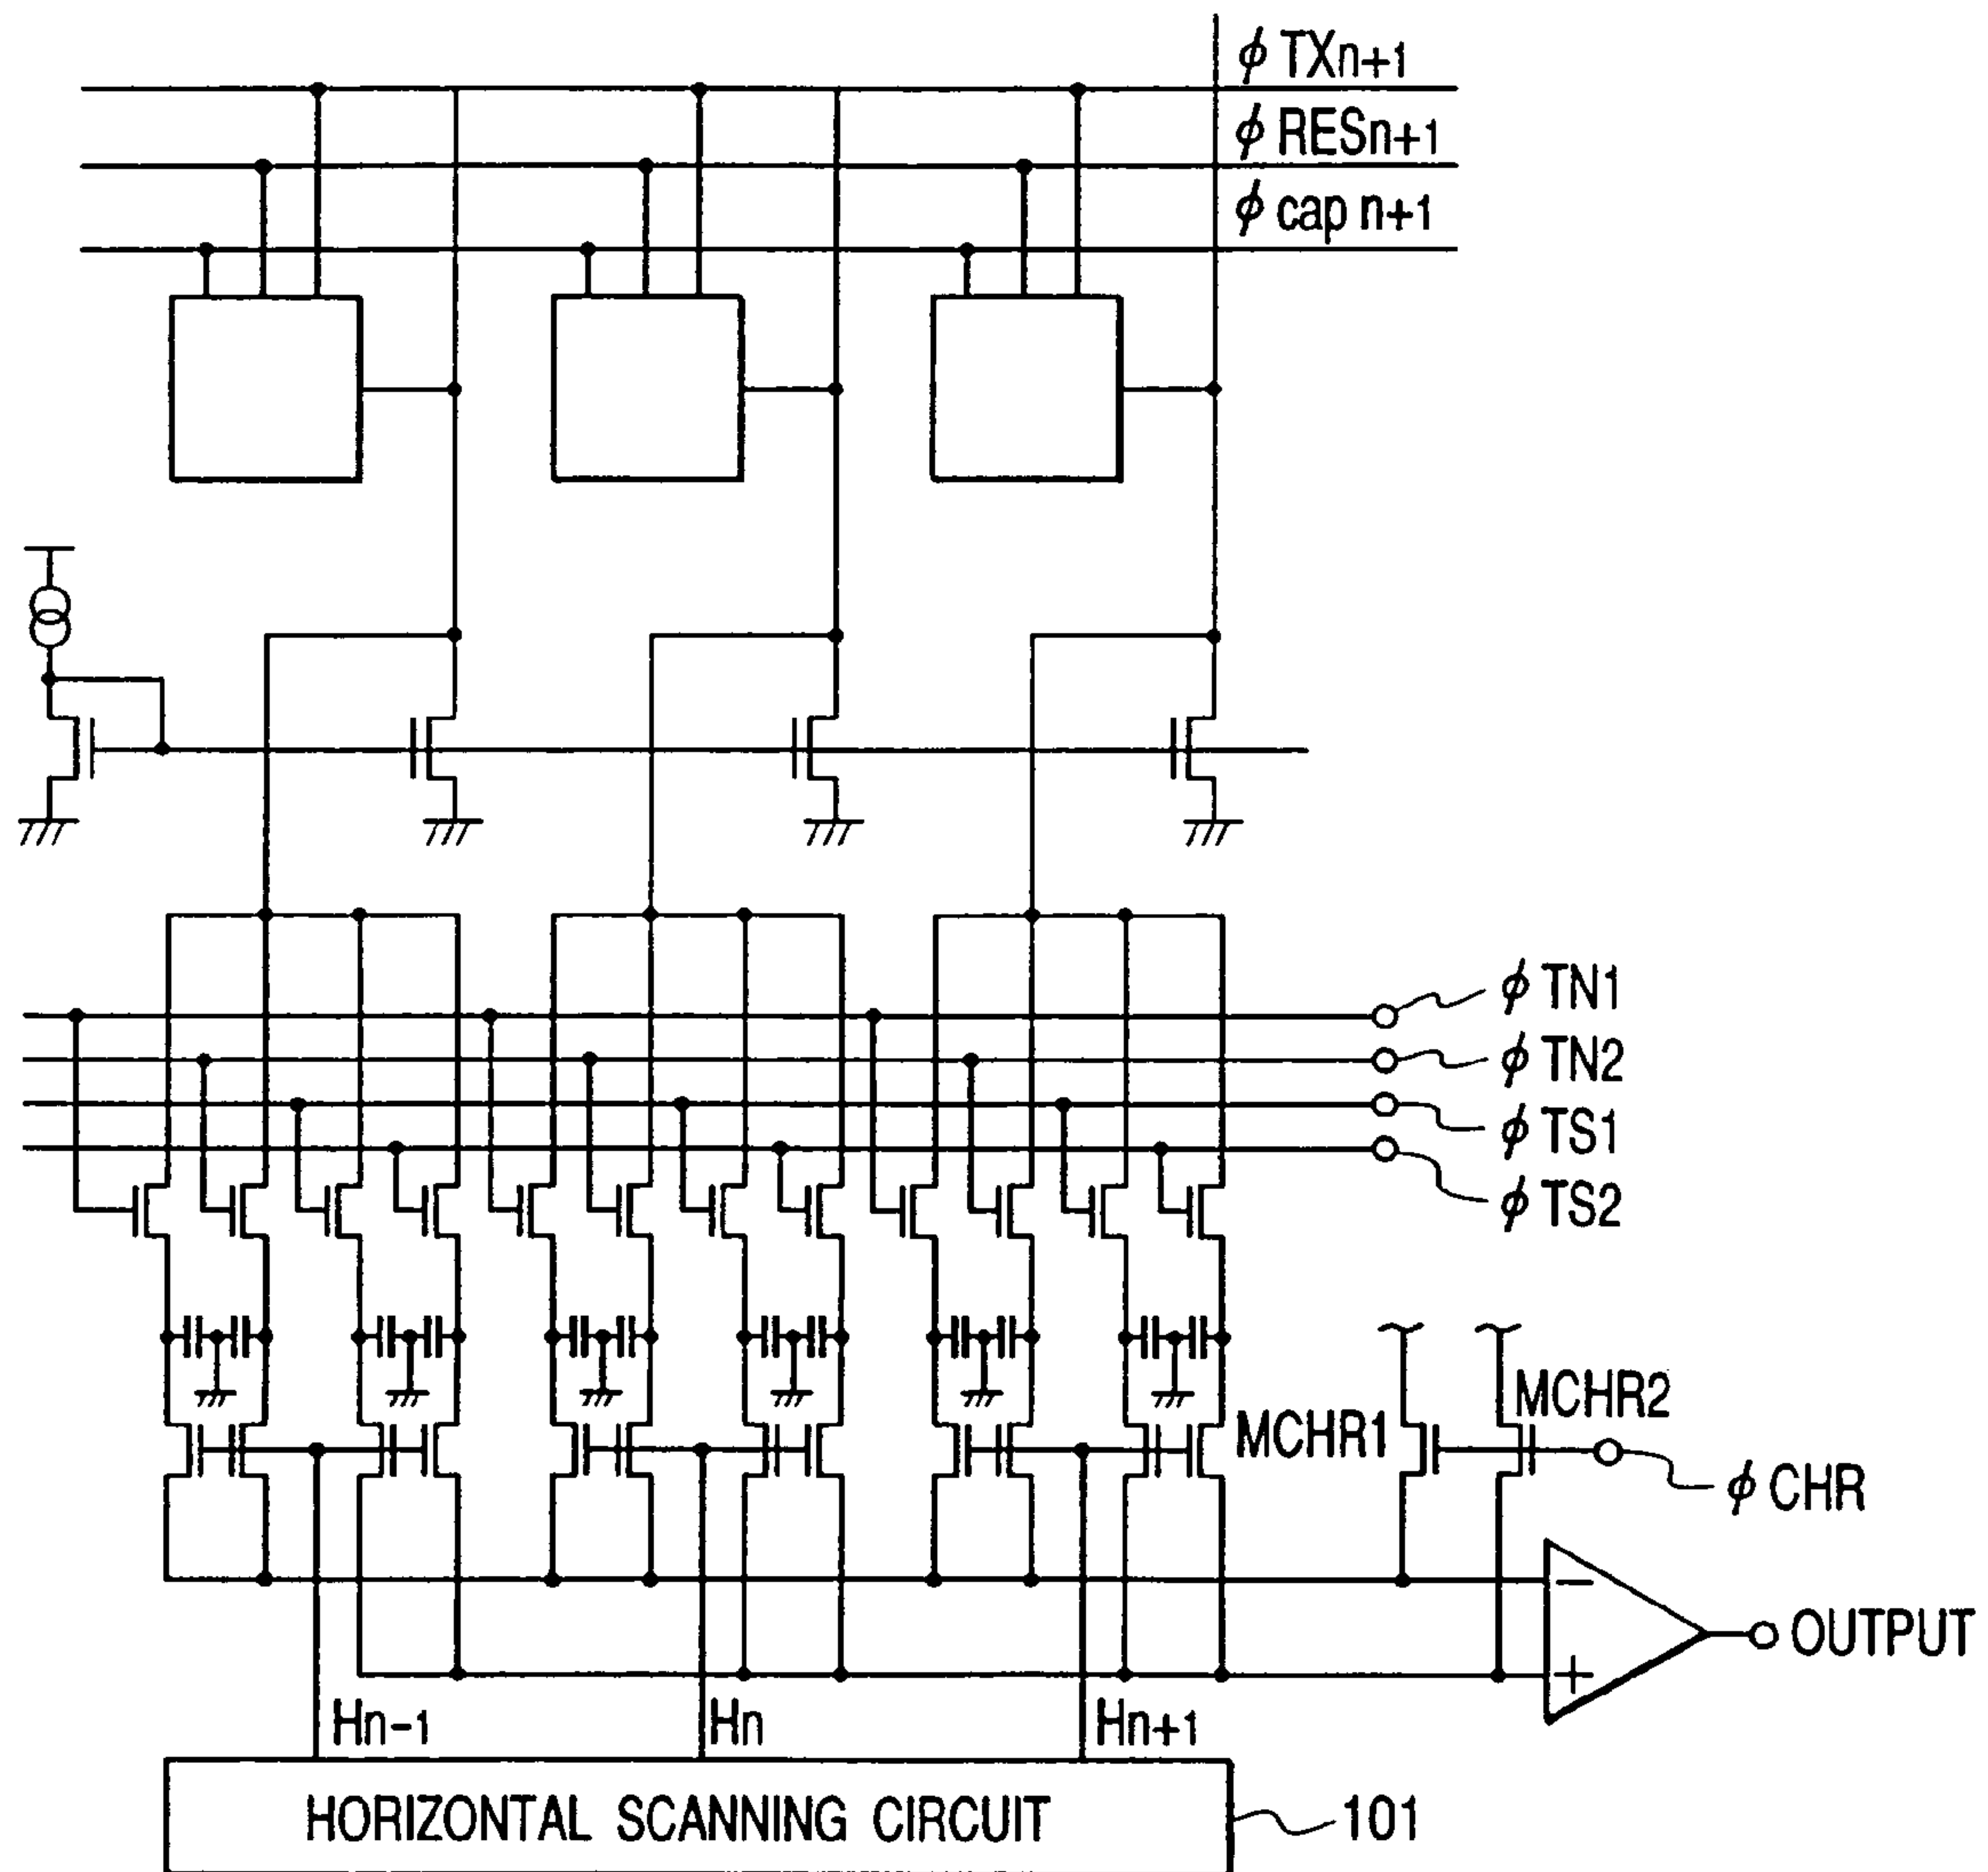 ϕ TXn+1
ϕ RESn+1
ϕ cap n+1
ϕ TN1
ϕ TN2
ϕ TS1
ϕ TS2
MCHR1
MCHR2
ϕ CHR
−
+
OUTPUT
Hn-1
Hn
Hn+1
HORIZONTAL SCANNING CIRCUIT
101